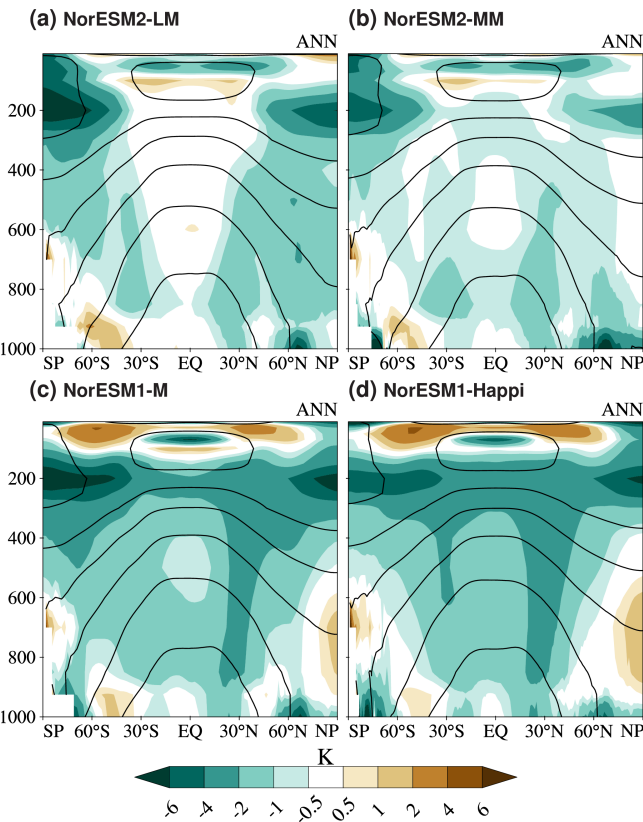 (a) NorESM2-LM
(b) NorESM2-MM
ANN
ANN
200
400
600
800
1000
SP 60°S 30°S EQ 30°N 60°N NP
SP 60°S 30°S EQ 30°N 60°N NP
(c) NorESM1-M
(d) NorESM1-Happi
ANN
ANN
200
400
600
800
1000
SP 60°S 30°S EQ 30°N 60°N NP
SP 60°S 30°S EQ 30°N 60°N NP
K
-6 -4 -2 -1 -0.5 0.5 1 2 4 6